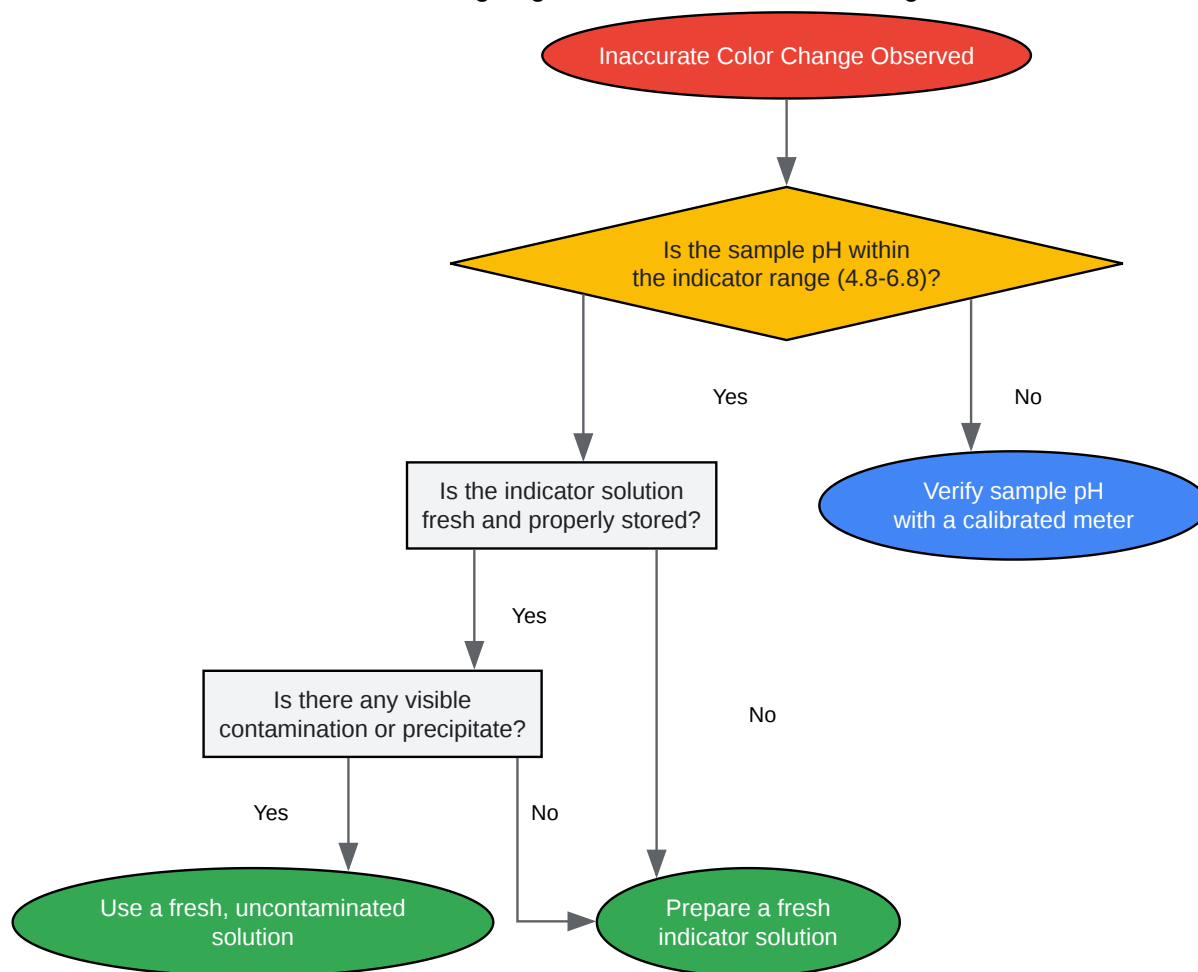 Inaccurate Color Change Observed
Is the sample pH within
the indicator range (4.8-6.8)?
Yes
No
Is the indicator solution
fresh and properly stored?
Verify sample pH
with a calibrated meter
Yes
Is there any visible
contamination or precipitate?
No
Yes
No
Use a fresh, uncontaminated
solution
Prepare a fresh
indicator solution